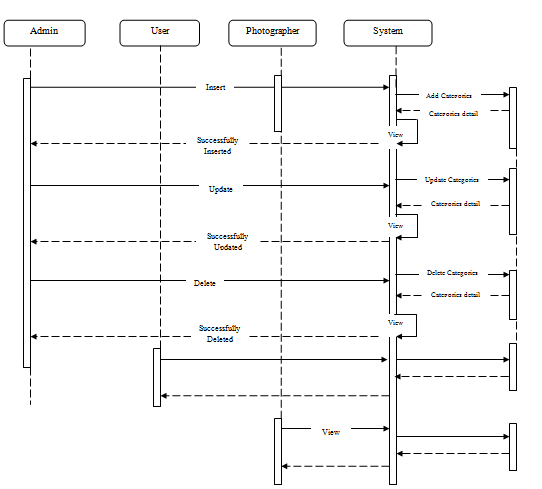 Admin
User
Photographer
System
Insert
Add Categories
Categories detail
View
Successfully
Inserted
Update
Update Categories
Categories detail
View
Successfully
Updated
Delete
Delete Categories
Categories detail
View
Successfully
Deleted
View